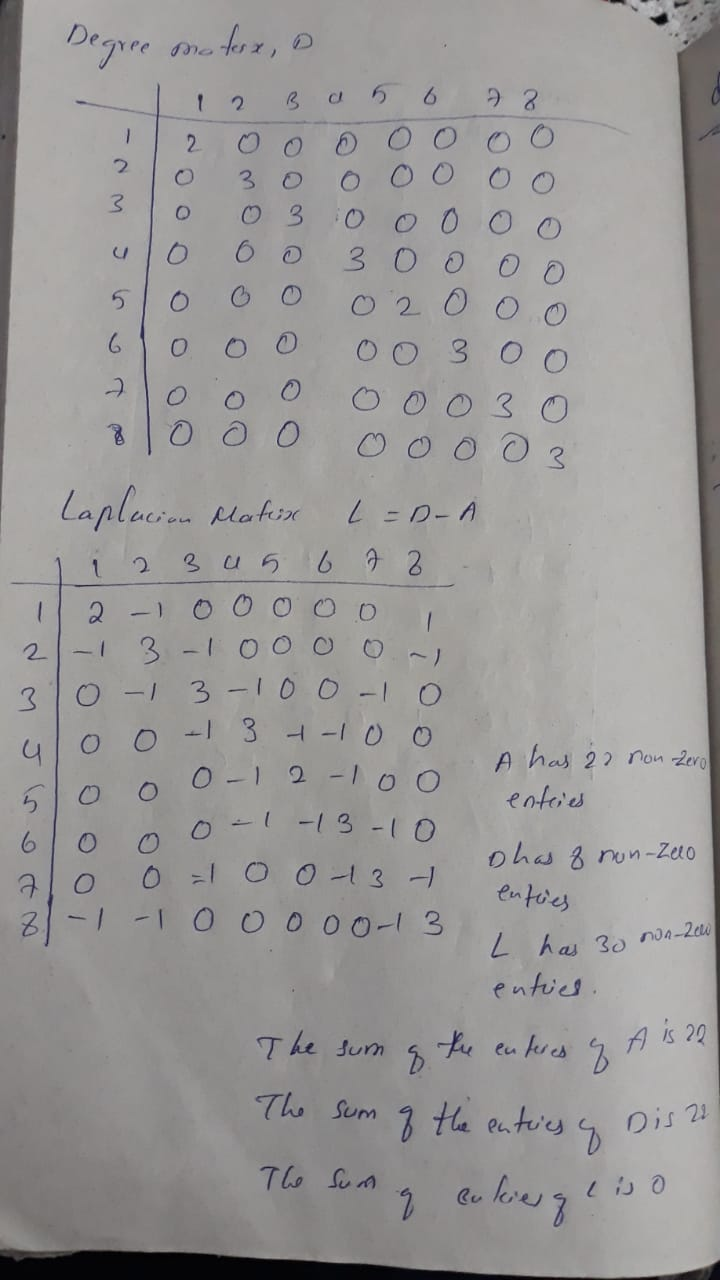 Degree matrx, D
1 2 3 4 5 6 7 8
1 2 0 0 0 0 0 0 0
2 0 3 0 0 0 0 0 0
3 0 0 3 0 0 0 0 0
4 0 0 0 3 0 0 0 0
5 0 0 0 0 2 0 0 0
6 0 0 0 0 0 3 0 0
7 0 0 0 0 0 0 3 0
8 0 0 0 0 0 0 0 3
Laplacian Matrix L = D-A
1 2 3 4 5 6 7 8
1 2 -1 0 0 0 0 0 1
2 -1 3 -1 0 0 0 0 -1
3 0 -1 3 -1 0 0 -1 0
4 0 0 -1 3 -1 -1 0 0
5 0 0 0 -1 2 -1 0 0
6 0 0 0 -1 -1 3 -1 0
7 0 0 -1 0 0 -1 3 -1
8 -1 -1 0 0 0 0 -1 3
A has 22 non-zero
entries
D has 8 non-zero
entries
L has 30 non-zero
entries.
The sum of the entries of A is 22
The sum of the entries of D is 22
The sum of entries of L is 0